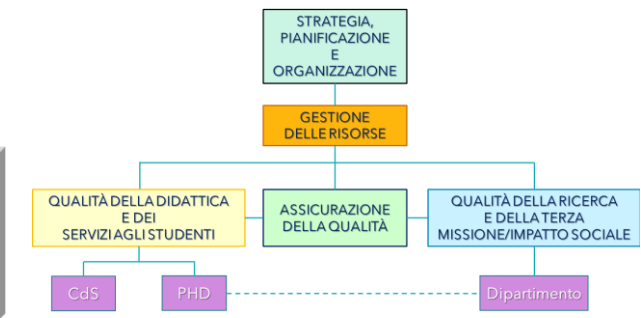 STRATEGIA,
PIANIFICAZIONE
E
ORGANIZZAZIONE
GESTIONE
DELLE RISORSE
QUALITÀ DELLA DIDATTICA
E DEI
SERVIZI AGLI STUDENTI
ASSICURAZIONE
DELLA QUALITÀ
QUALITÀ DELLA RICERCA
E DELLA TERZA
MISSIONE/IMPATTO SOCIALE
CdS
PHD
Dipartimento